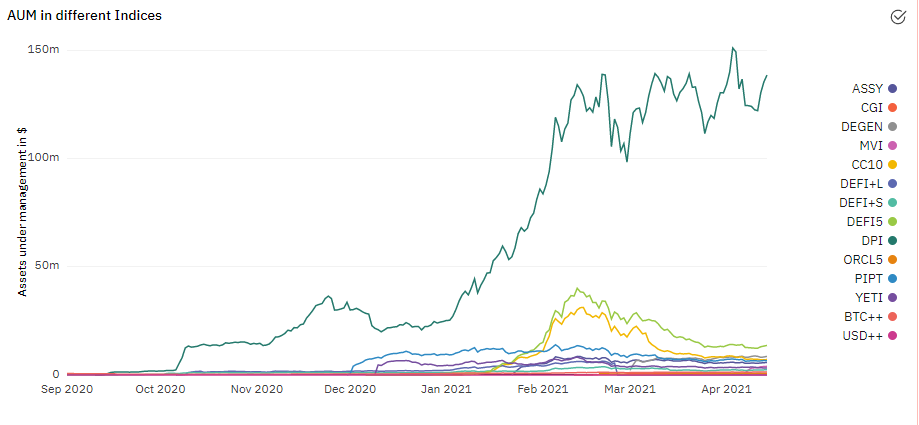 AUM in different Indices
Assets under management in $
150m
100m
50m
0
Sep 2020
Oct 2020
Nov 2020
Dec 2020
Jan 2021
Feb 2021
Mar 2021
Apr 2021
ASSY
CGI
DEGEN
MVI
CC10
DEFI+L
DEFI+S
DEFI5
DPI
ORCL5
PIPT
YETI
BTC++
USD++